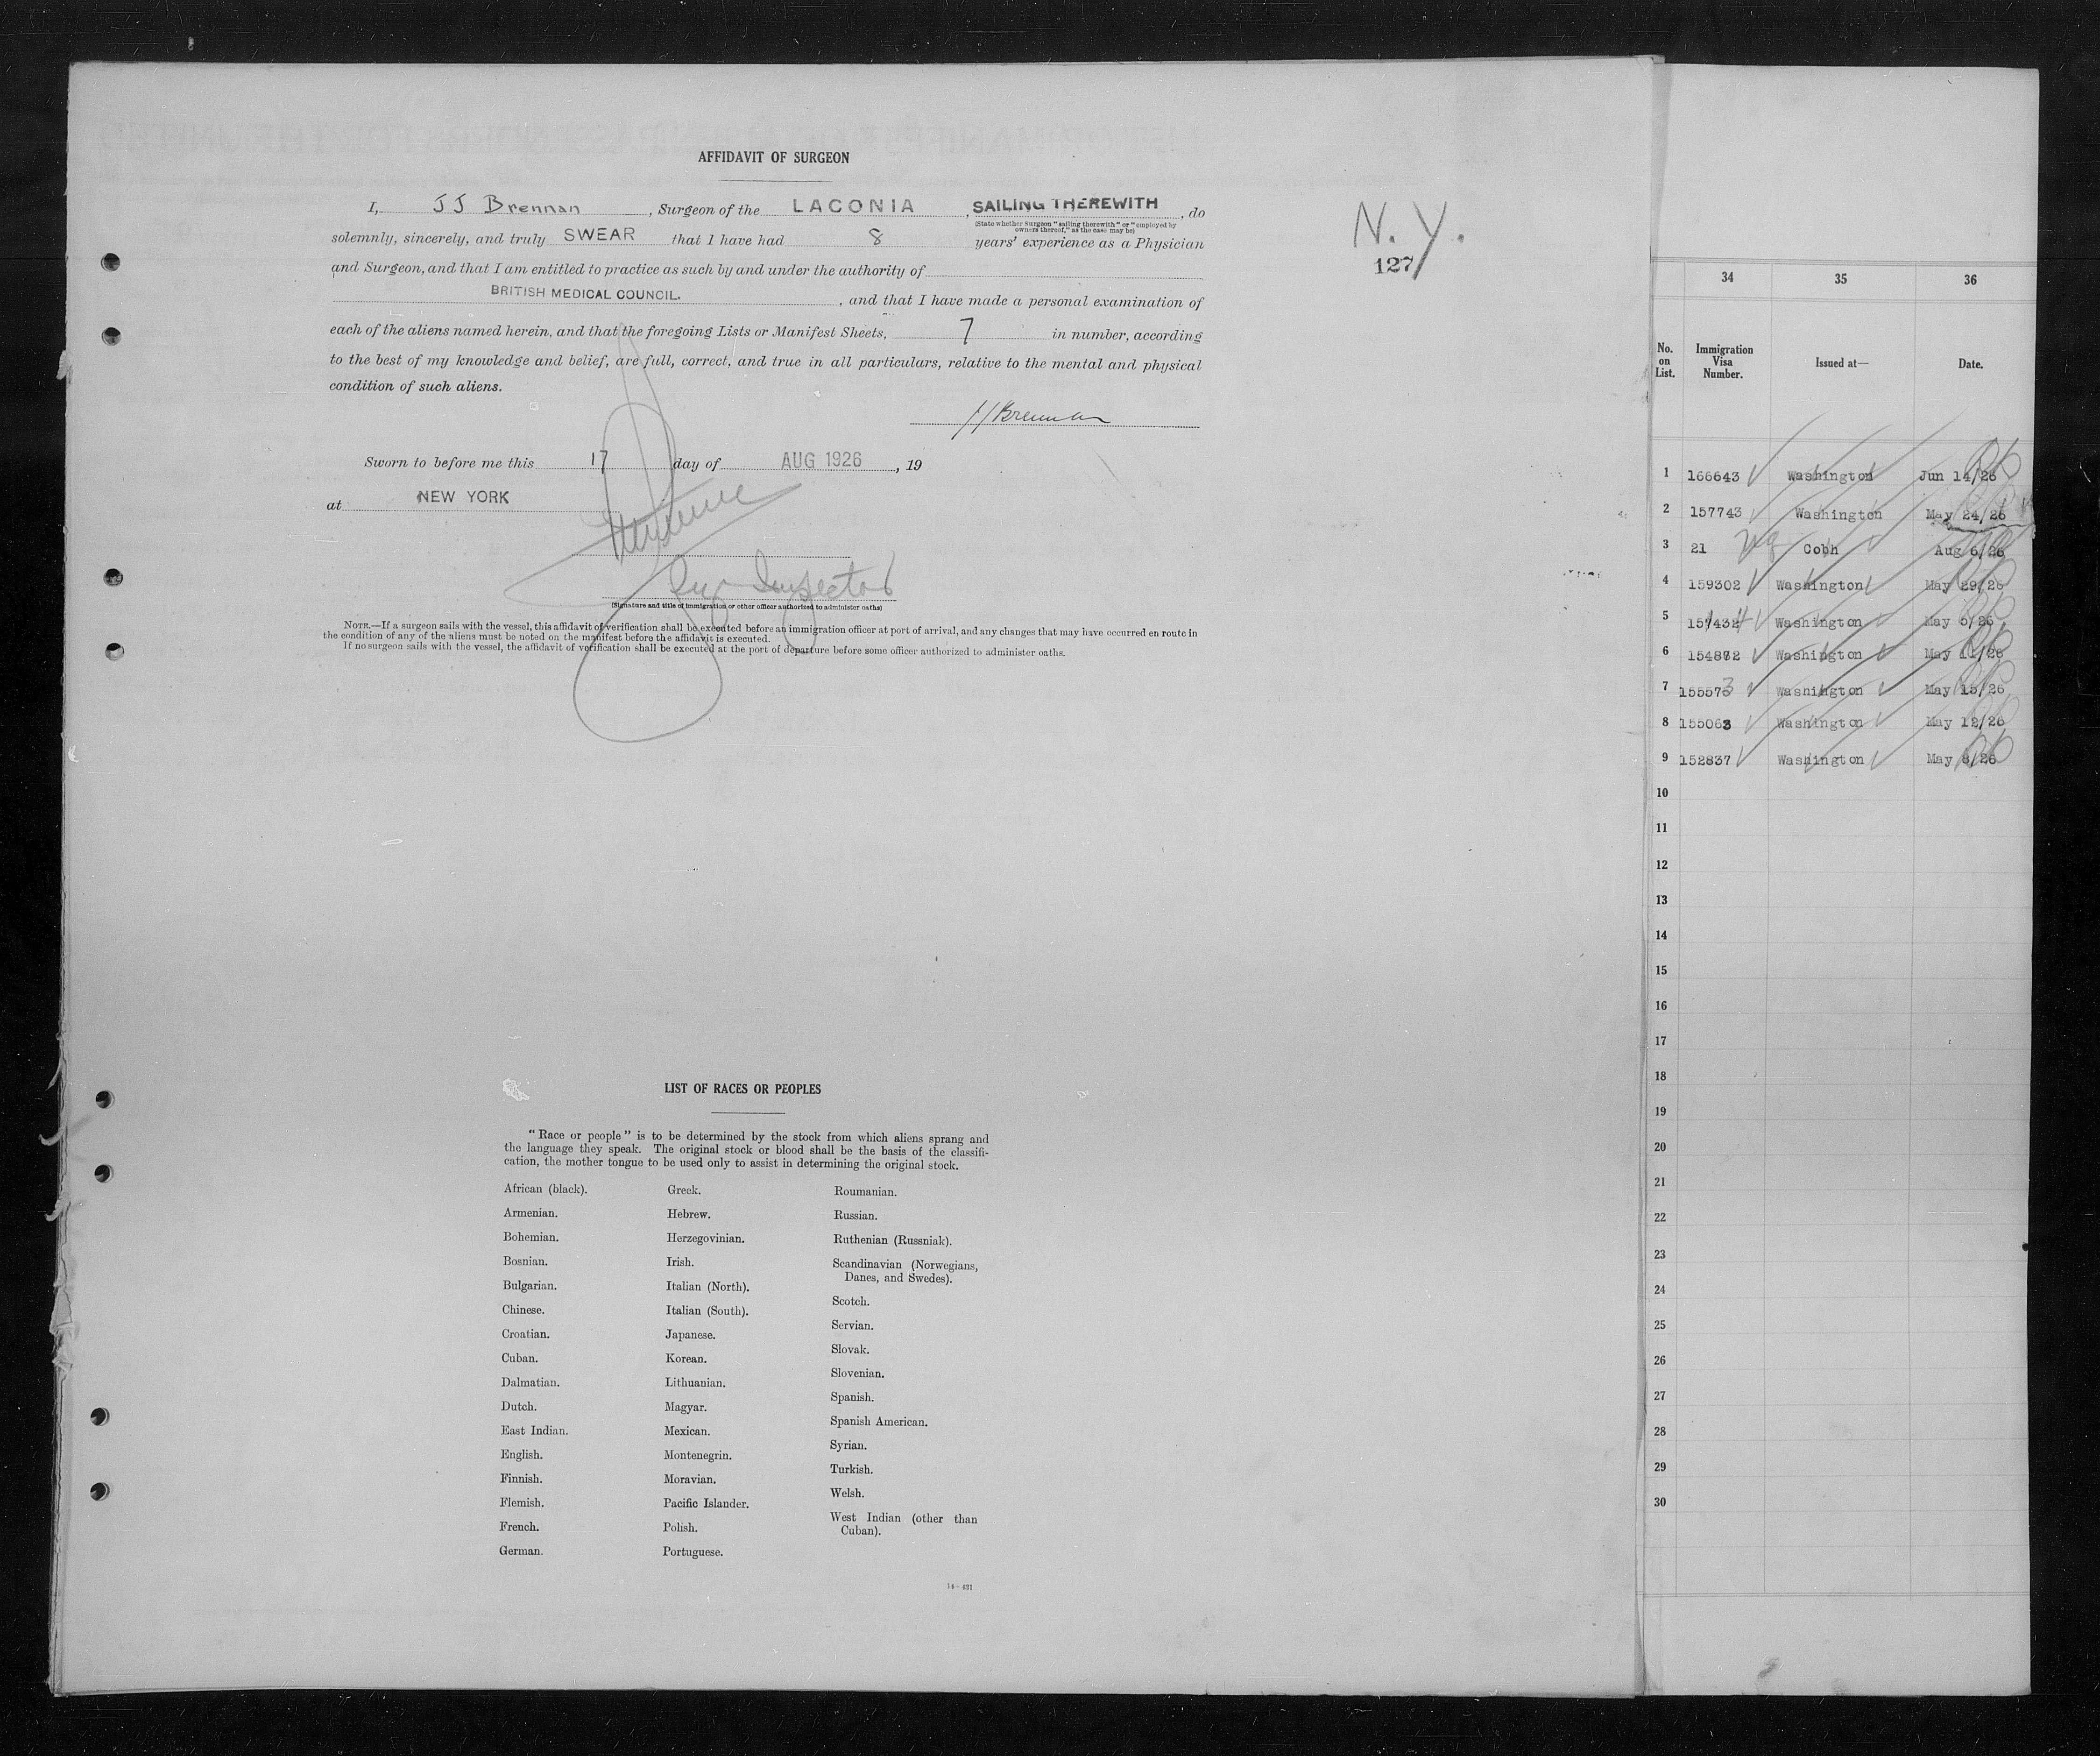 AFFIDAVIT OF SURGEON
I, J J Brennan, Surgeon of the LACONIA, SAILING THEREWITH, do
(State whether Surgeon "sailing therewith" or "employed by
owners thereof," as the case may be)
solemnly, sincerely, and truly SWEAR that I have had 8 years' experience as a Physician
and Surgeon, and that I am entitled to practice as such by and under the authority of
BRITISH MEDICAL COUNCIL. , and that I have made a personal examination of
each of the aliens named herein, and that the foregoing Lists or Manifest Sheets, 7 in number, according
to the best of my knowledge and belief, are full, correct, and true in all particulars, relative to the mental and physical
condition of such aliens.
JJBrennan
Sworn to before me this 17 day of AUG 1926, 19
at NEW YORK
Inspector
(Signature and title of immigration or other officer authorized to administer oaths)
NOTE.—If a surgeon sails with the vessel, this affidavit of verification shall be executed before an immigration officer at port of arrival, and any changes that may have occurred en route in
the condition of any of the aliens must be noted on the manifest before the affidavit is executed.
If no surgeon sails with the vessel, the affidavit of verification shall be executed at the port of departure before some officer authorized to administer oaths.
N. Y.
127
LIST OF RACES OR PEOPLES
"Race or people" is to be determined by the stock from which aliens sprang and
the language they speak. The original stock or blood shall be the basis of the classifi-
cation, the mother tongue to be used only to assist in determining the original stock.
African (black).
Armenian.
Bohemian.
Bosnian.
Bulgarian.
Chinese.
Croatian.
Cuban.
Dalmatian.
Dutch.
East Indian.
English.
Finnish.
Flemish.
French.
German.
Greek.
Hebrew.
Herzegovinian.
Irish.
Italian (North).
Italian (South).
Japanese.
Korean.
Lithuanian.
Magyar.
Mexican.
Montenegrin.
Moravian.
Pacific Islander.
Polish.
Portuguese.
Roumanian.
Russian.
Ruthenian (Russniak).
Scandinavian (Norwegians,
Danes, and Swedes).
Scotch.
Servian.
Slovak.
Slovenian.
Spanish.
Spanish American.
Syrian.
Turkish.
Welsh.
West Indian (other than
Cuban).
14—431
34 35 36
No. on List. Immigration Visa Number. Issued at— Date.
1 166643 Washington Jun 14/26
2 157743 Washington May 24/26
3 21 Cobh Aug 6/26
4 159302 Washington May 29/26
5 Washington May
6 154872 Washington May 11/26
7 155573 Washington May 15/26
8 155063 Washington May 12/26
9 152837 Washington May 8/26
10
11
12
13
14
15
16
17
18
19
20
21
22
23
24
25
26
27
28
29
30